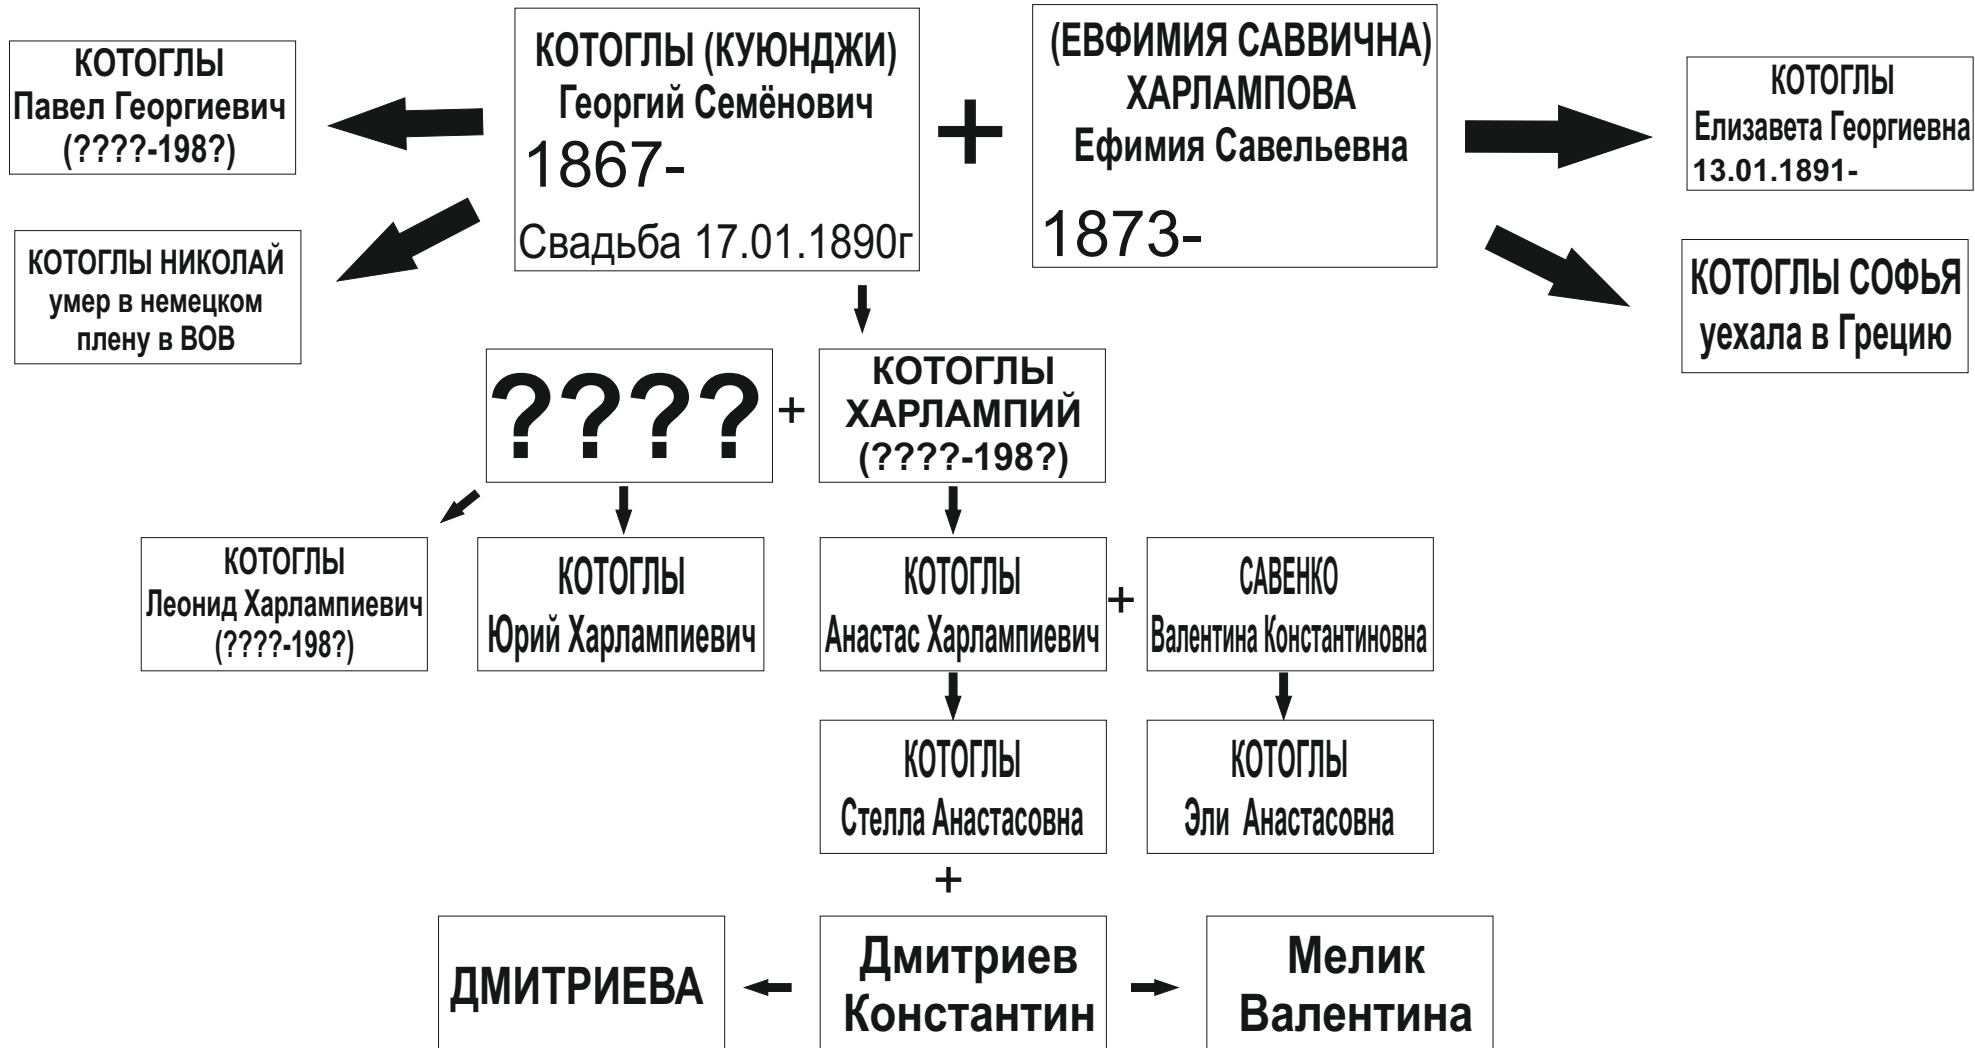 КОТОГЛЫ
Павел Георгиевич
(????-198?)
КОТОГЛЫ (КУЮНДЖИ)
Георгий Семёнович
1867-
Свадьба 17.01.1890г
+
(ЕВФИМИЯ САВВИЧНА)
ХАРЛАМПОВА
Ефимия Савельевна
1873-
КОТОГЛЫ
Елизавета Георгиевна
13.01.1891-
КОТОГЛЫ НИКОЛАЙ
умер в немецком
плену в ВОВ
КОТОГЛЫ СОФЬЯ
уехала в Грецию
????
+
КОТОГЛЫ
ХАРЛАМПИЙ
(????-198?)
КОТОГЛЫ
Леонид Харлампиевич
(????-198?)
КОТОГЛЫ
Юрий Харлампиевич
КОТОГЛЫ
Анастас Харлампиевич
+
САВЕНКО
Валентина Константиновна
КОТОГЛЫ
Стелла Анастасовна
КОТОГЛЫ
Эли Анастасовна
+
ДМИТРИЕВА
Дмитриев
Константин
Мелик
Валентина